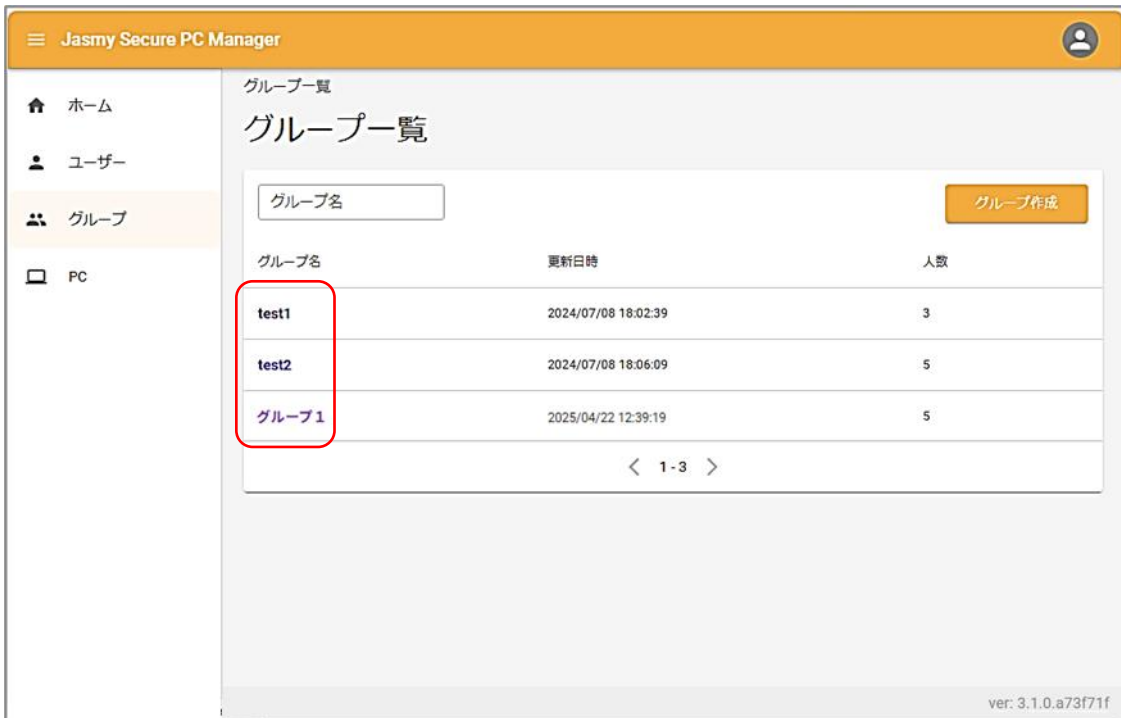 Jasmy Secure PC Manager
ホーム
ユーザー
グループ
PC
グループ一覧
グループ一覧
グループ名
グループ作成
グループ名 更新日時 人数
test1 2024/07/08 18:02:39 3
test2 2024/07/08 18:06:09 5
グループ１ 2025/04/22 12:39:19 5
1 - 3
ver: 3.1.0.a73f71f